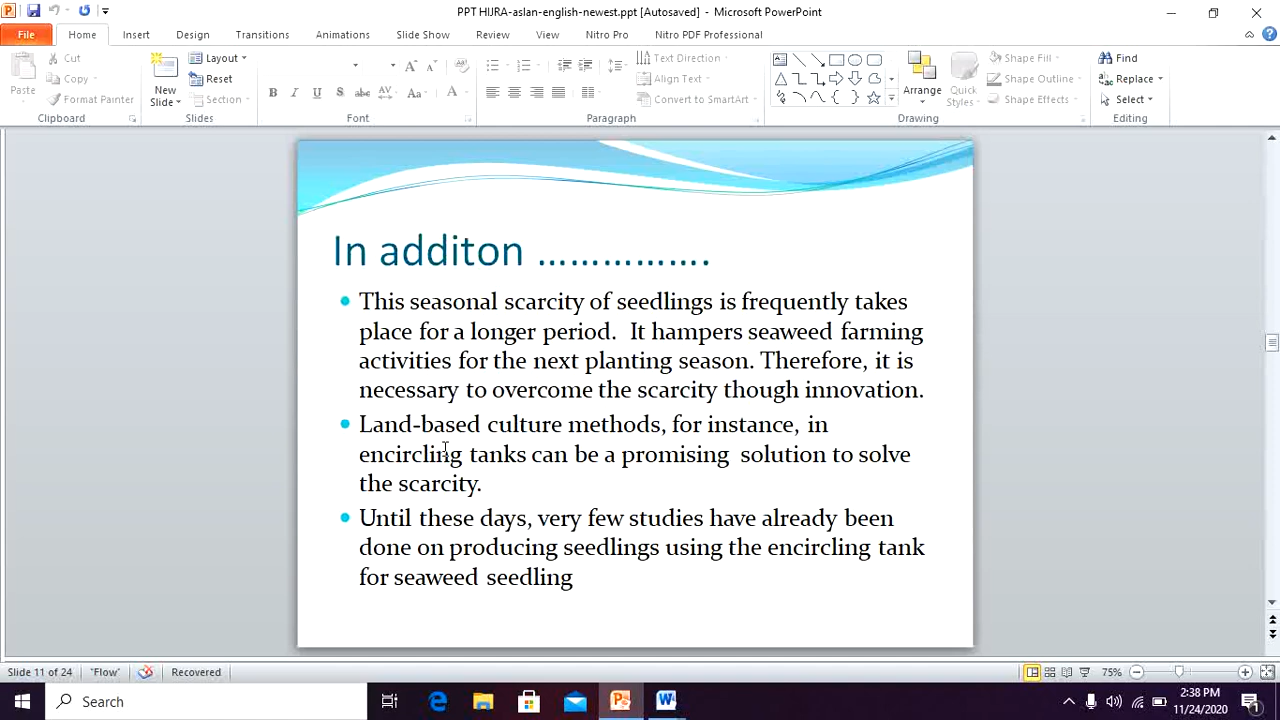 PPT HIJRA-aslan-english-newest.ppt [Autosaved] - Microsoft PowerPoint
File Home Insert Design Transitions Animations Slide Show Review View Nitro Pro Nitro PDF Professional
Cut Layout Text Direction Shape Fill Find
Paste Copy New Slide Reset Align Text Arrange Quick Styles Shape Outline Replace
Format Painter Section B I U S abc AV Aa A Convert to SmartArt Shape Effects Select
Clipboard Slides Font Paragraph Drawing Editing
In additon …………….
• This seasonal scarcity of seedlings is frequently takes
place for a longer period. It hampers seaweed farming
activities for the next planting season. Therefore, it is
necessary to overcome the scarcity though innovation.
• Land-based culture methods, for instance, in
encircling tanks can be a promising solution to solve
the scarcity.
• Until these days, very few studies have already been
done on producing seedlings using the encircling tank
for seaweed seedling
Slide 11 of 24 "Flow" Recovered 75%
Search 2:38 PM
11/24/2020